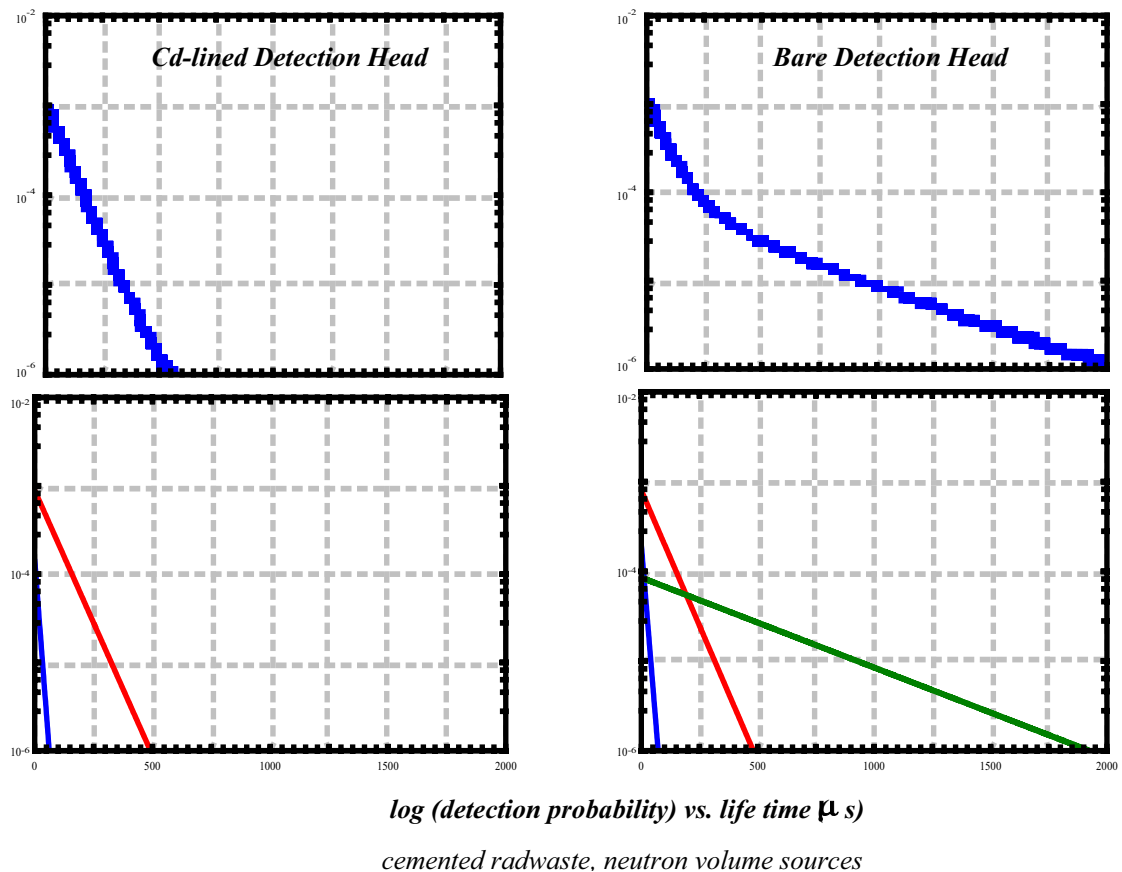 10-2
10-2
Cd-lined Detection Head
Bare Detection Head
10-4
10-4
10-6
10-6
10-2
10-2
10-4
10-4
10-6
10-6
0 500 1000 1500 2000
0 500 1000 1500 2000
log (detection probability) vs. life time µ s)
cemented radwaste, neutron volume sources